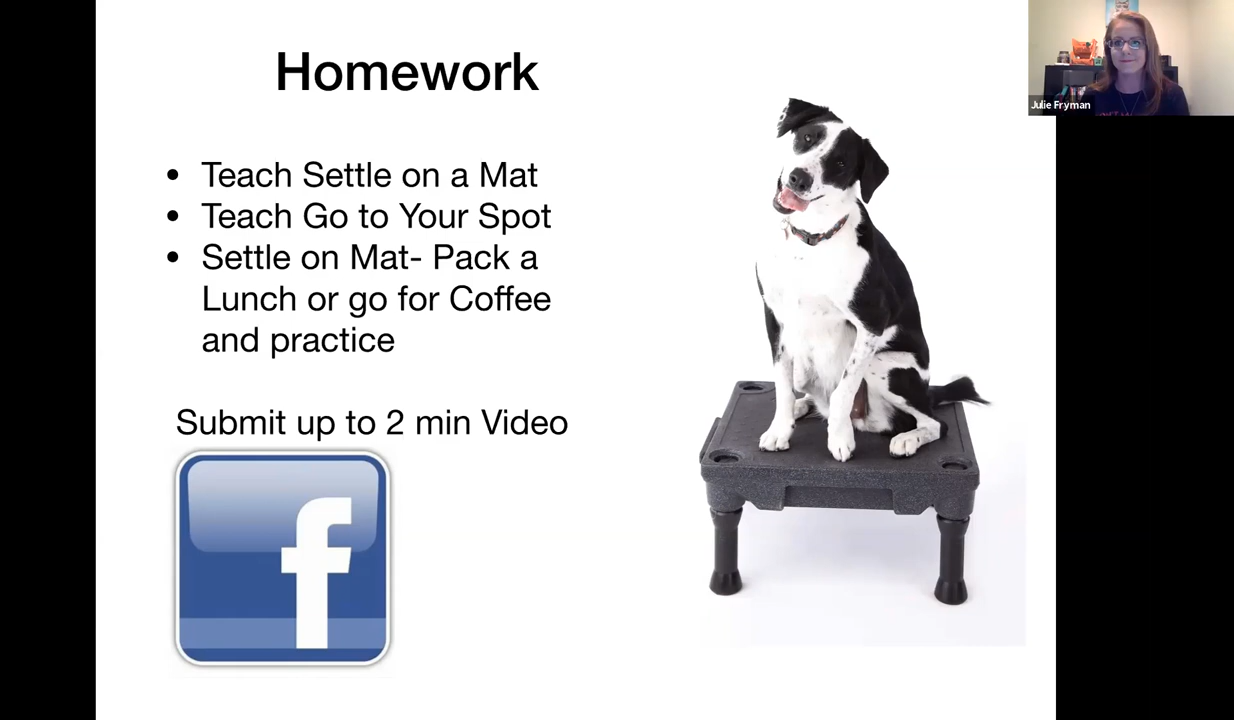 Homework
Julie Fryman
• Teach Settle on a Mat
• Teach Go to Your Spot
• Settle on Mat- Pack a
Lunch or go for Coffee
and practice
Submit up to 2 min Video
f